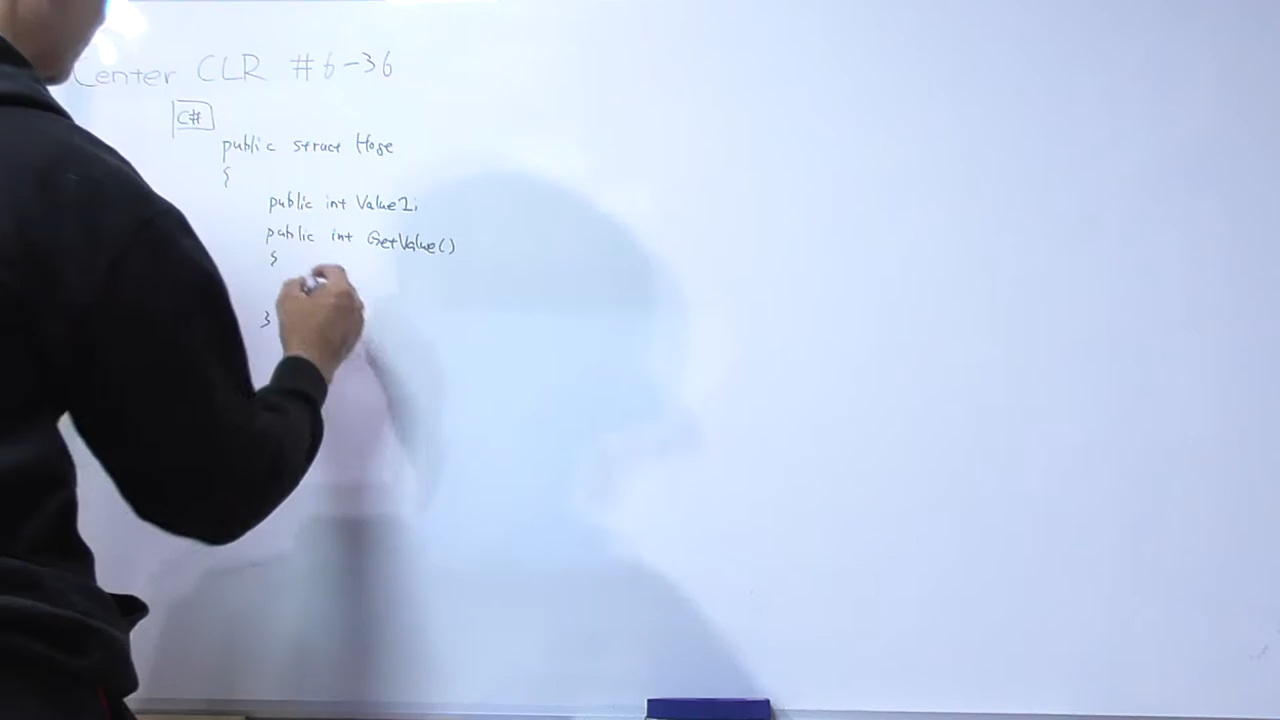 Center CLR #6-36
C#
public struct Hoge
{
public int Value1;
public int GetValue()
{
}